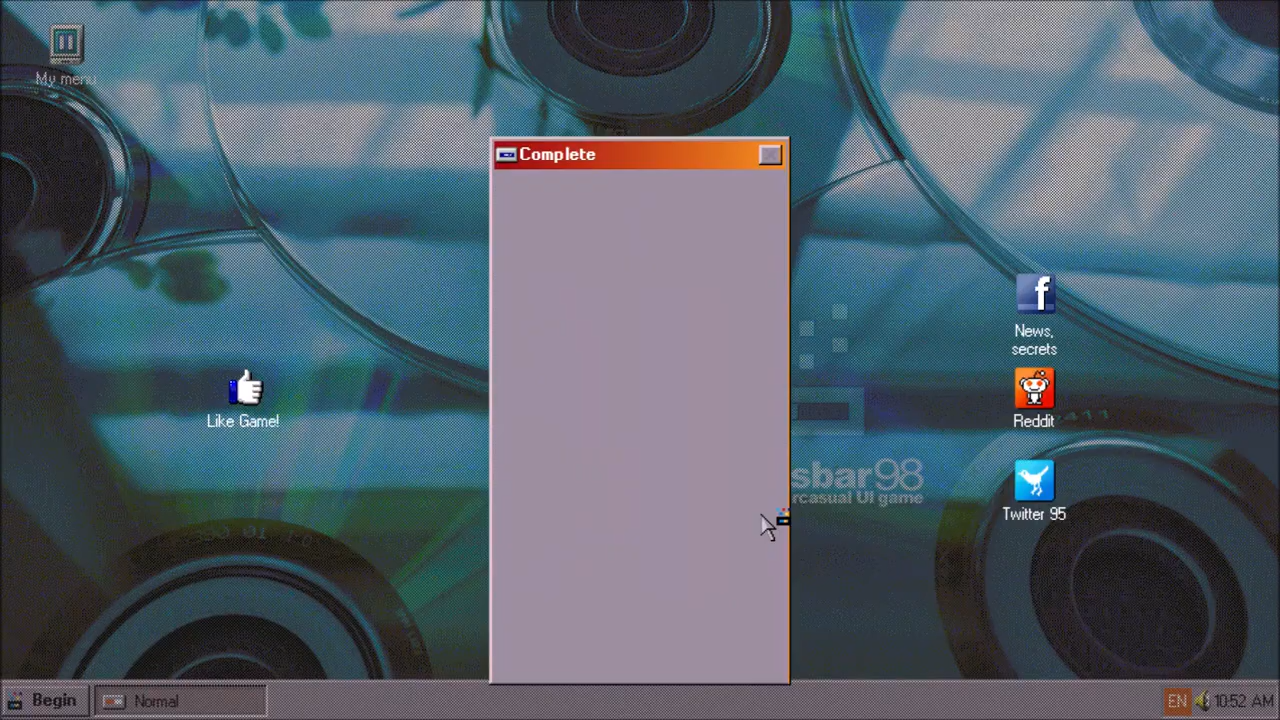 My menu
Complete
News,
secrets
Like Game!
Reddit
sbar98
rcasual UI game
Twitter 95
Begin
Normal
EN
10:52 AM